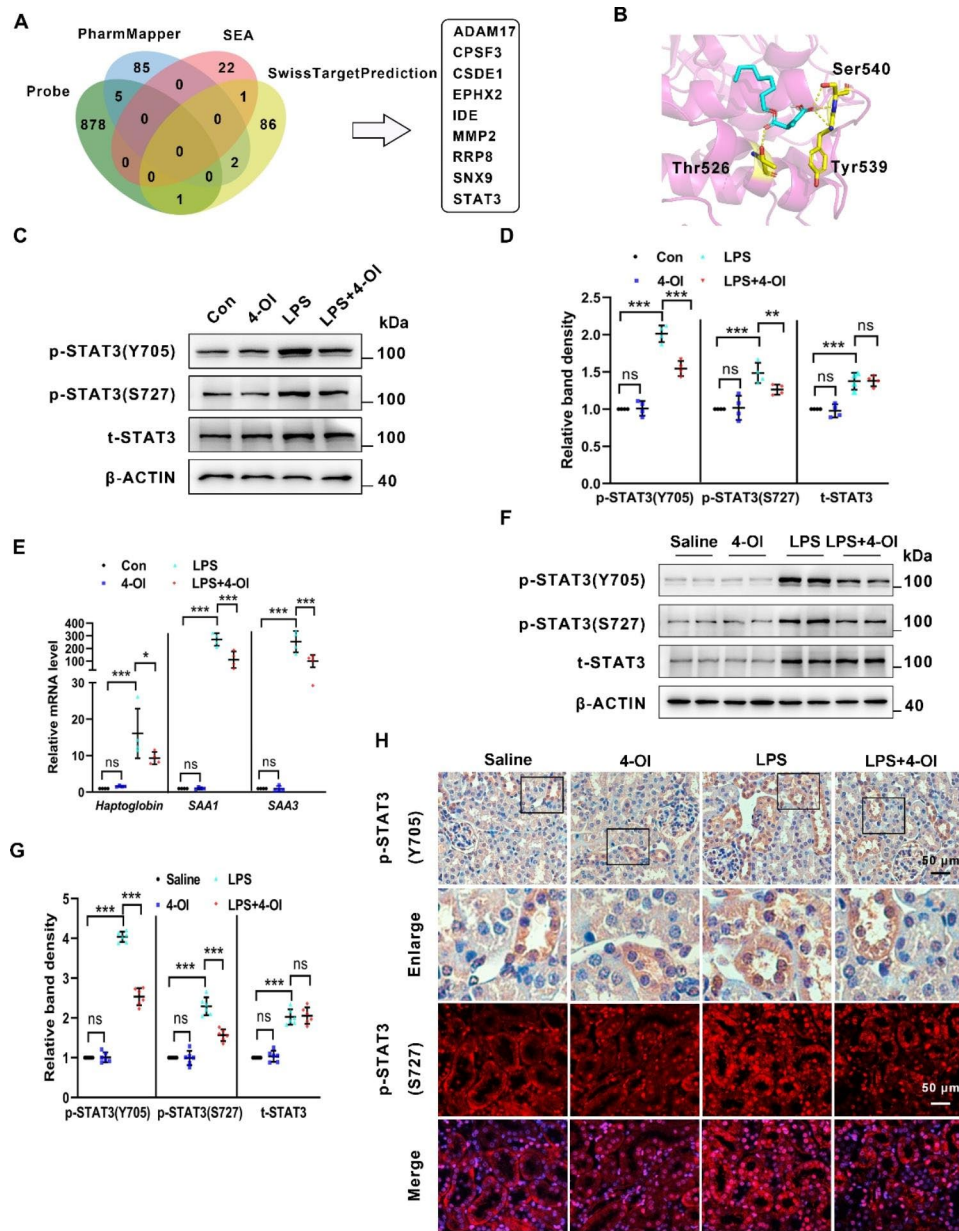 A
PharmMapper
SEA
SwissTargetPrediction
Probe
85
22
0
5
1
878
0
0
86
0
0
2
0
0
1
ADAM17
CPSF3
CSDE1
EPHX2
IDE
MMP2
RRP8
SNX9
STAT3
B
Ser540
Thr526
Tyr539
C
Con 4-OI LPS LPS+4-OI
kDa
p-STAT3(Y705)
100
p-STAT3(S727)
t-STAT3
100
β-ACTIN
40
D
Con LPS
4-OI LPS+4-OI
Relative band density
2.5
2.0
1.5
1.0
0.5
0.0
*** ***
ns
*** **
ns
*** ns
ns
p-STAT3(Y705) p-STAT3(S727) t-STAT3
E
Con LPS
4-OI LPS+4-OI
Relative mRNA level
400
300
200
100
30
20
10
0
*** *
ns
*** ***
ns
*** ***
ns
Haptoglobin SAA1 SAA3
F
Saline 4-OI LPS LPS+4-OI
kDa
p-STAT3(Y705)
100
p-STAT3(S727)
100
t-STAT3
100
β-ACTIN
40
G
Saline LPS
4-OI LPS+4-OI
Relative band density
5
4
3
2
1
0
*** ***
ns
*** ***
ns
*** ns
ns
p-STAT3(Y705) p-STAT3(S727) t-STAT3
H
Saline 4-OI LPS LPS+4-OI
p-STAT3
(Y705)
50 μm
Enlarge
p-STAT3
(S727)
50 μm
Merge